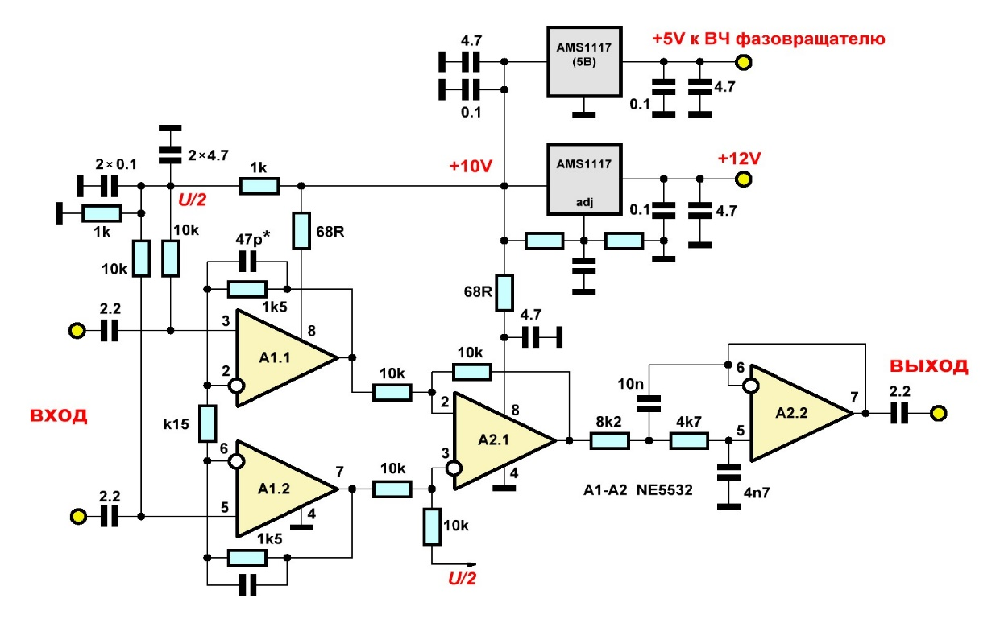 4.7
AMS1117
(5В)
+5V к ВЧ фазовращателю
0.1
0.1
4.7
2×0.1
2×4.7
1k
+10V
AMS1117
adj
+12V
U/2
1k
10k
10k
68R
0.1
4.7
47p*
1k5
68R
4.7
2.2
3
8
A1.1
2
10k
10k
вход
k15
2
8
A2.1
3
4
8k2
10n
4k7
6
7
A2.2
5
2.2
выход
4n7
A1-A2 NE5532
6
7
A1.2
5
4
2.2
10k
10k
1k5
U/2